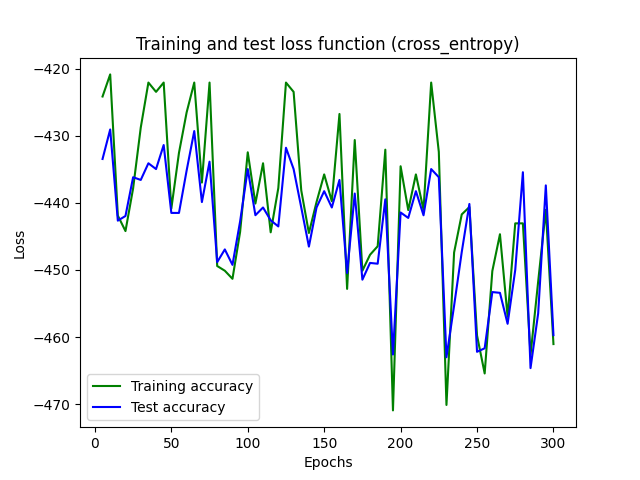 Training and test loss function (cross_entropy)
Loss
−420
−430
−440
−450
−460
−470
Training accuracy
Test accuracy
0
50
100
150
200
250
300
Epochs